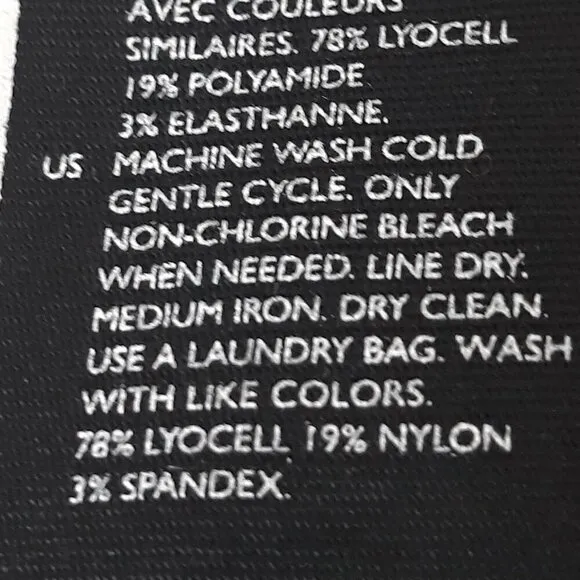 AVEC COULEURS
SIMILAIRES. 78% LYOCELL
19% POLYAMIDE
3% ELASTHANNE.
US MACHINE WASH COLD
GENTLE CYCLE. ONLY
NON-CHLORINE BLEACH
WHEN NEEDED. LINE DRY.
MEDIUM IRON. DRY CLEAN.
USE A LAUNDRY BAG. WASH
WITH LIKE COLORS.
78% LYOCELL 19% NYLON
3% SPANDEX.